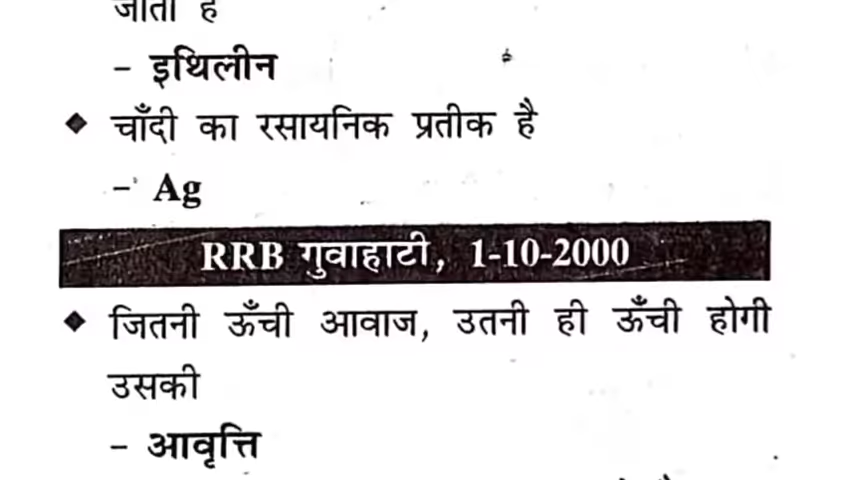 जाता है
– इथिलीन
◆ चाँदी का रसायनिक प्रतीक है
– Ag
RRB गुवाहाटी, 1-10-2000
◆ जितनी ऊँची आवाज, उतनी ही ऊँची होगी
उसकी
– आवृत्ति